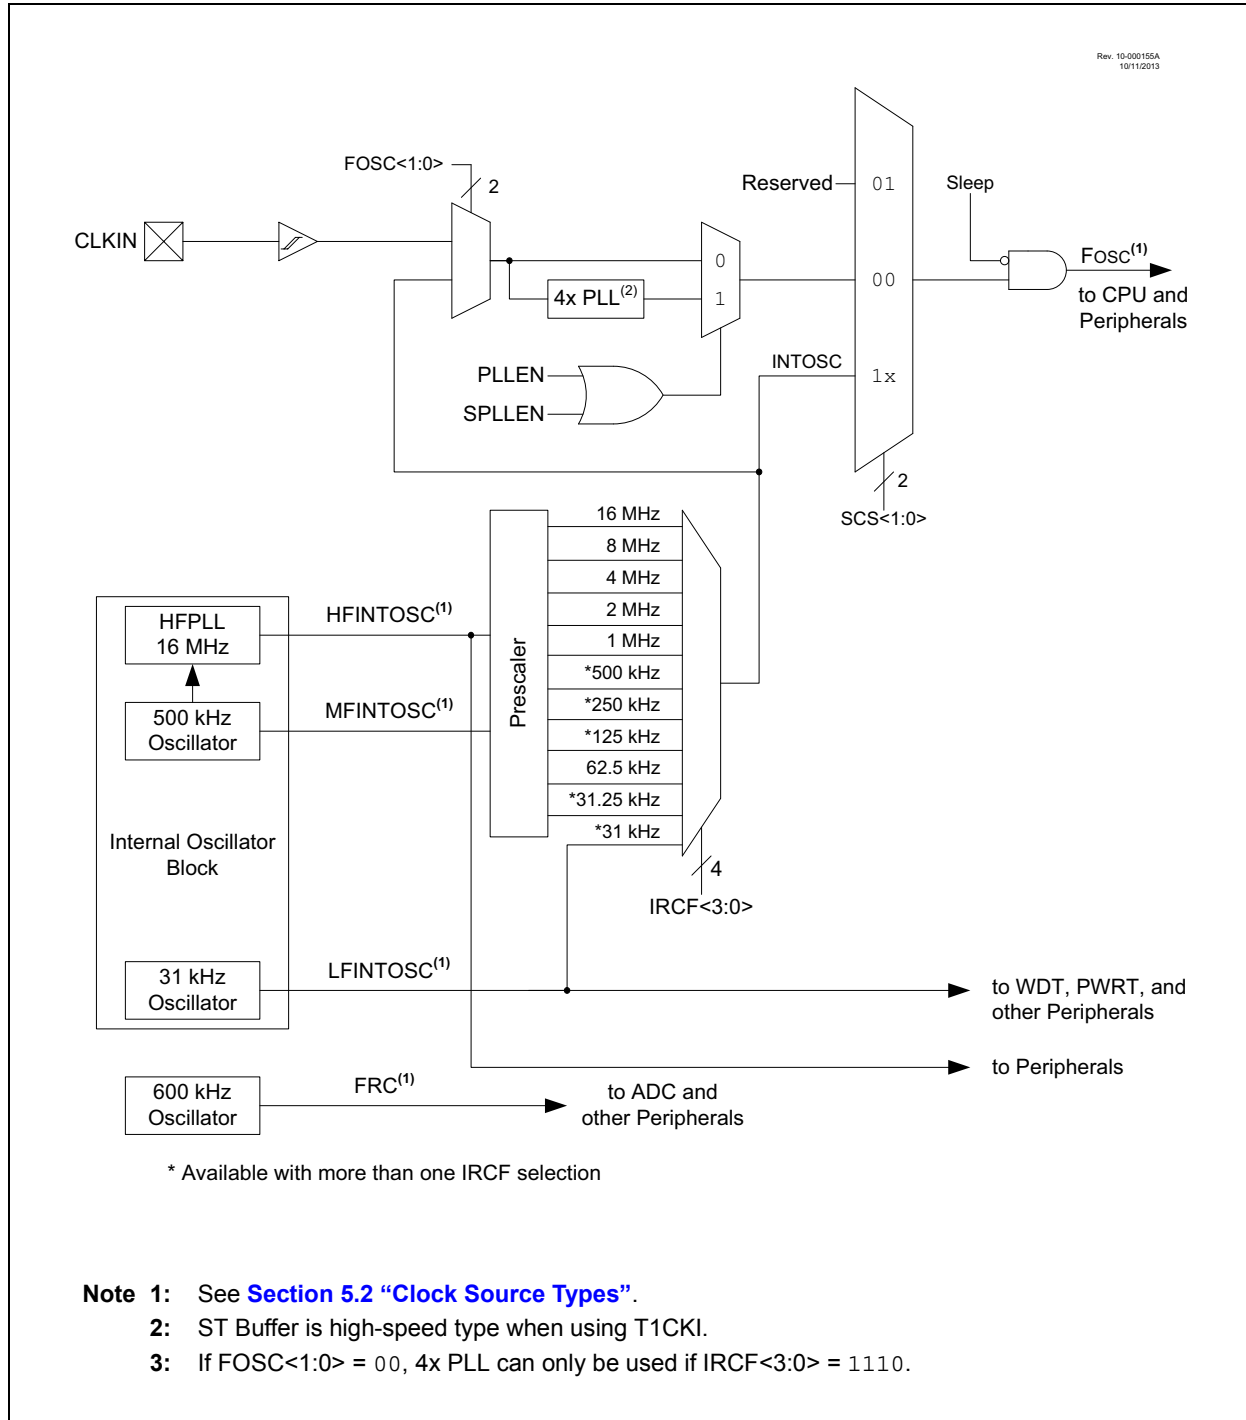 Rev. 10-000155A
10/11/2013
FOSC<1:0>
2
Reserved
01
Sleep
CLKIN
0
FOSC(1)
4x PLL(2)
1
00
to CPU and
Peripherals
PLLEN
INTOSC
1x
SPLLEN
2
SCS<1:0>
16 MHz
8 MHz
4 MHz
2 MHz
1 MHz
*500 kHz
*250 kHz
*125 kHz
62.5 kHz
*31.25 kHz
*31 kHz
Prescaler
HFPLL
16 MHz
HFINTOSC(1)
500 kHz
Oscillator
MFINTOSC(1)
Internal Oscillator
Block
4
IRCF<3:0>
31 kHz
Oscillator
LFINTOSC(1)
to WDT, PWRT, and
other Peripherals
to Peripherals
600 kHz
Oscillator
FRC(1)
to ADC and
other Peripherals
* Available with more than one IRCF selection
Note 1: See Section 5.2 “Clock Source Types”.
2: ST Buffer is high-speed type when using T1CKI.
3: If FOSC<1:0> = 00, 4x PLL can only be used if IRCF<3:0> = 1110.